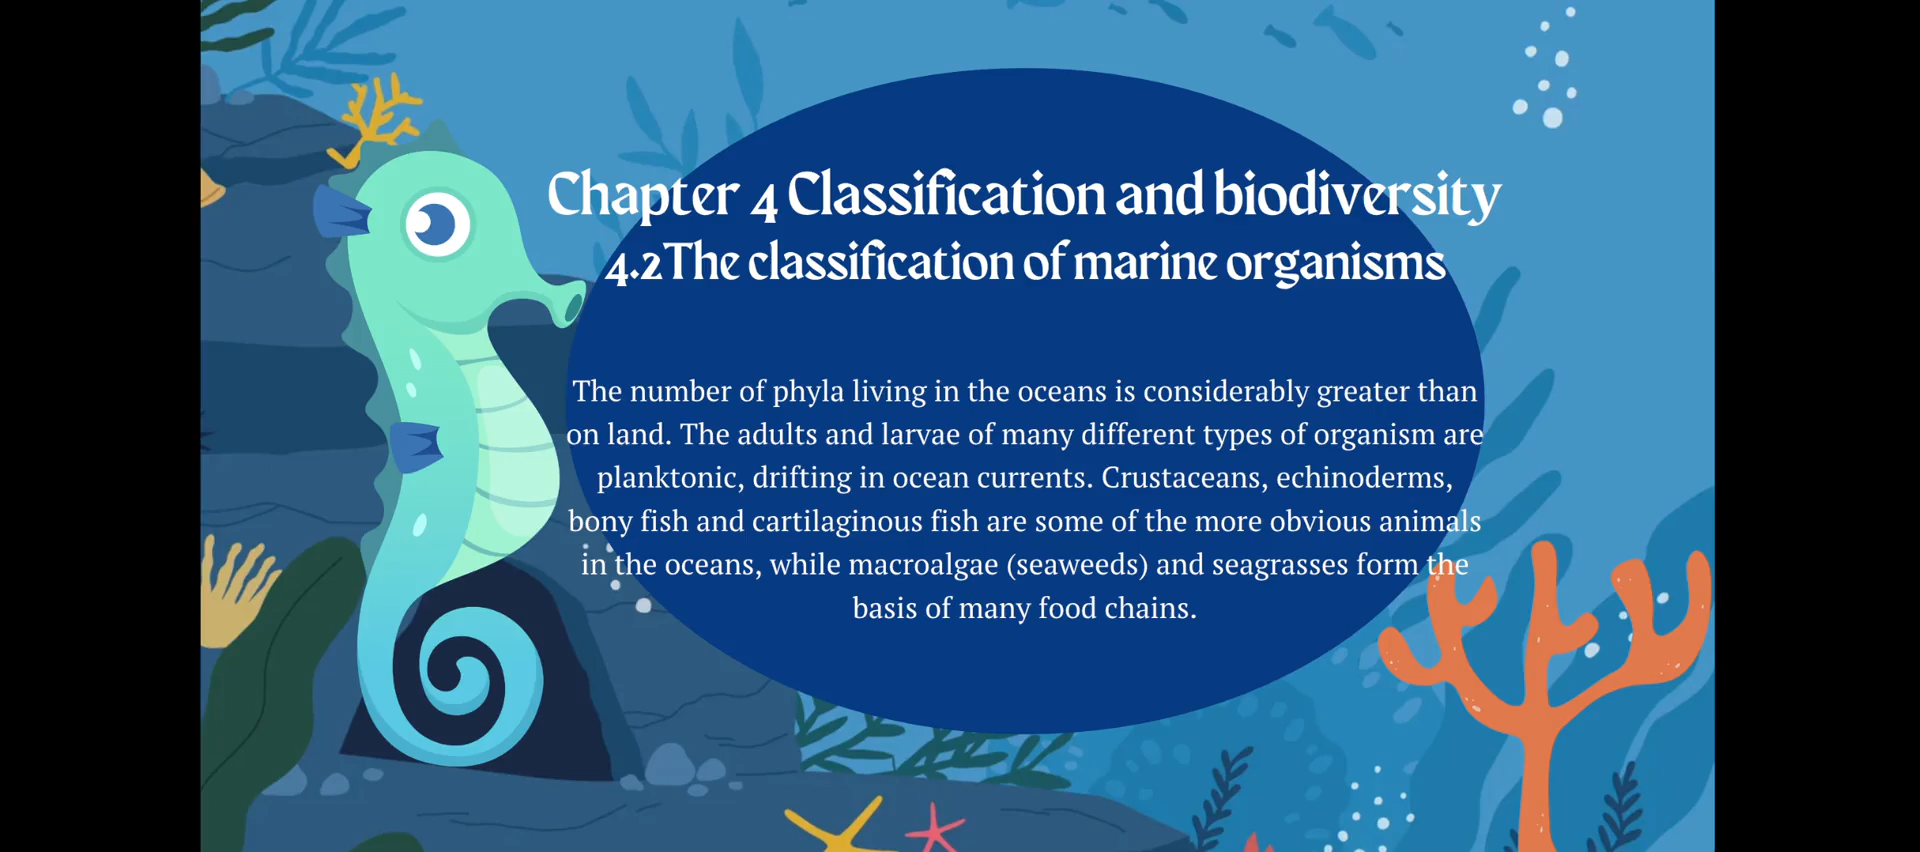 Chapter 4 Classification and biodiversity
4.2The classification of marine organisms
The number of phyla living in the oceans is considerably greater than
on land. The adults and larvae of many different types of organism are
planktonic, drifting in ocean currents. Crustaceans, echinoderms,
bony fish and cartilaginous fish are some of the more obvious animals
in the oceans, while macroalgae (seaweeds) and seagrasses form the
basis of many food chains.